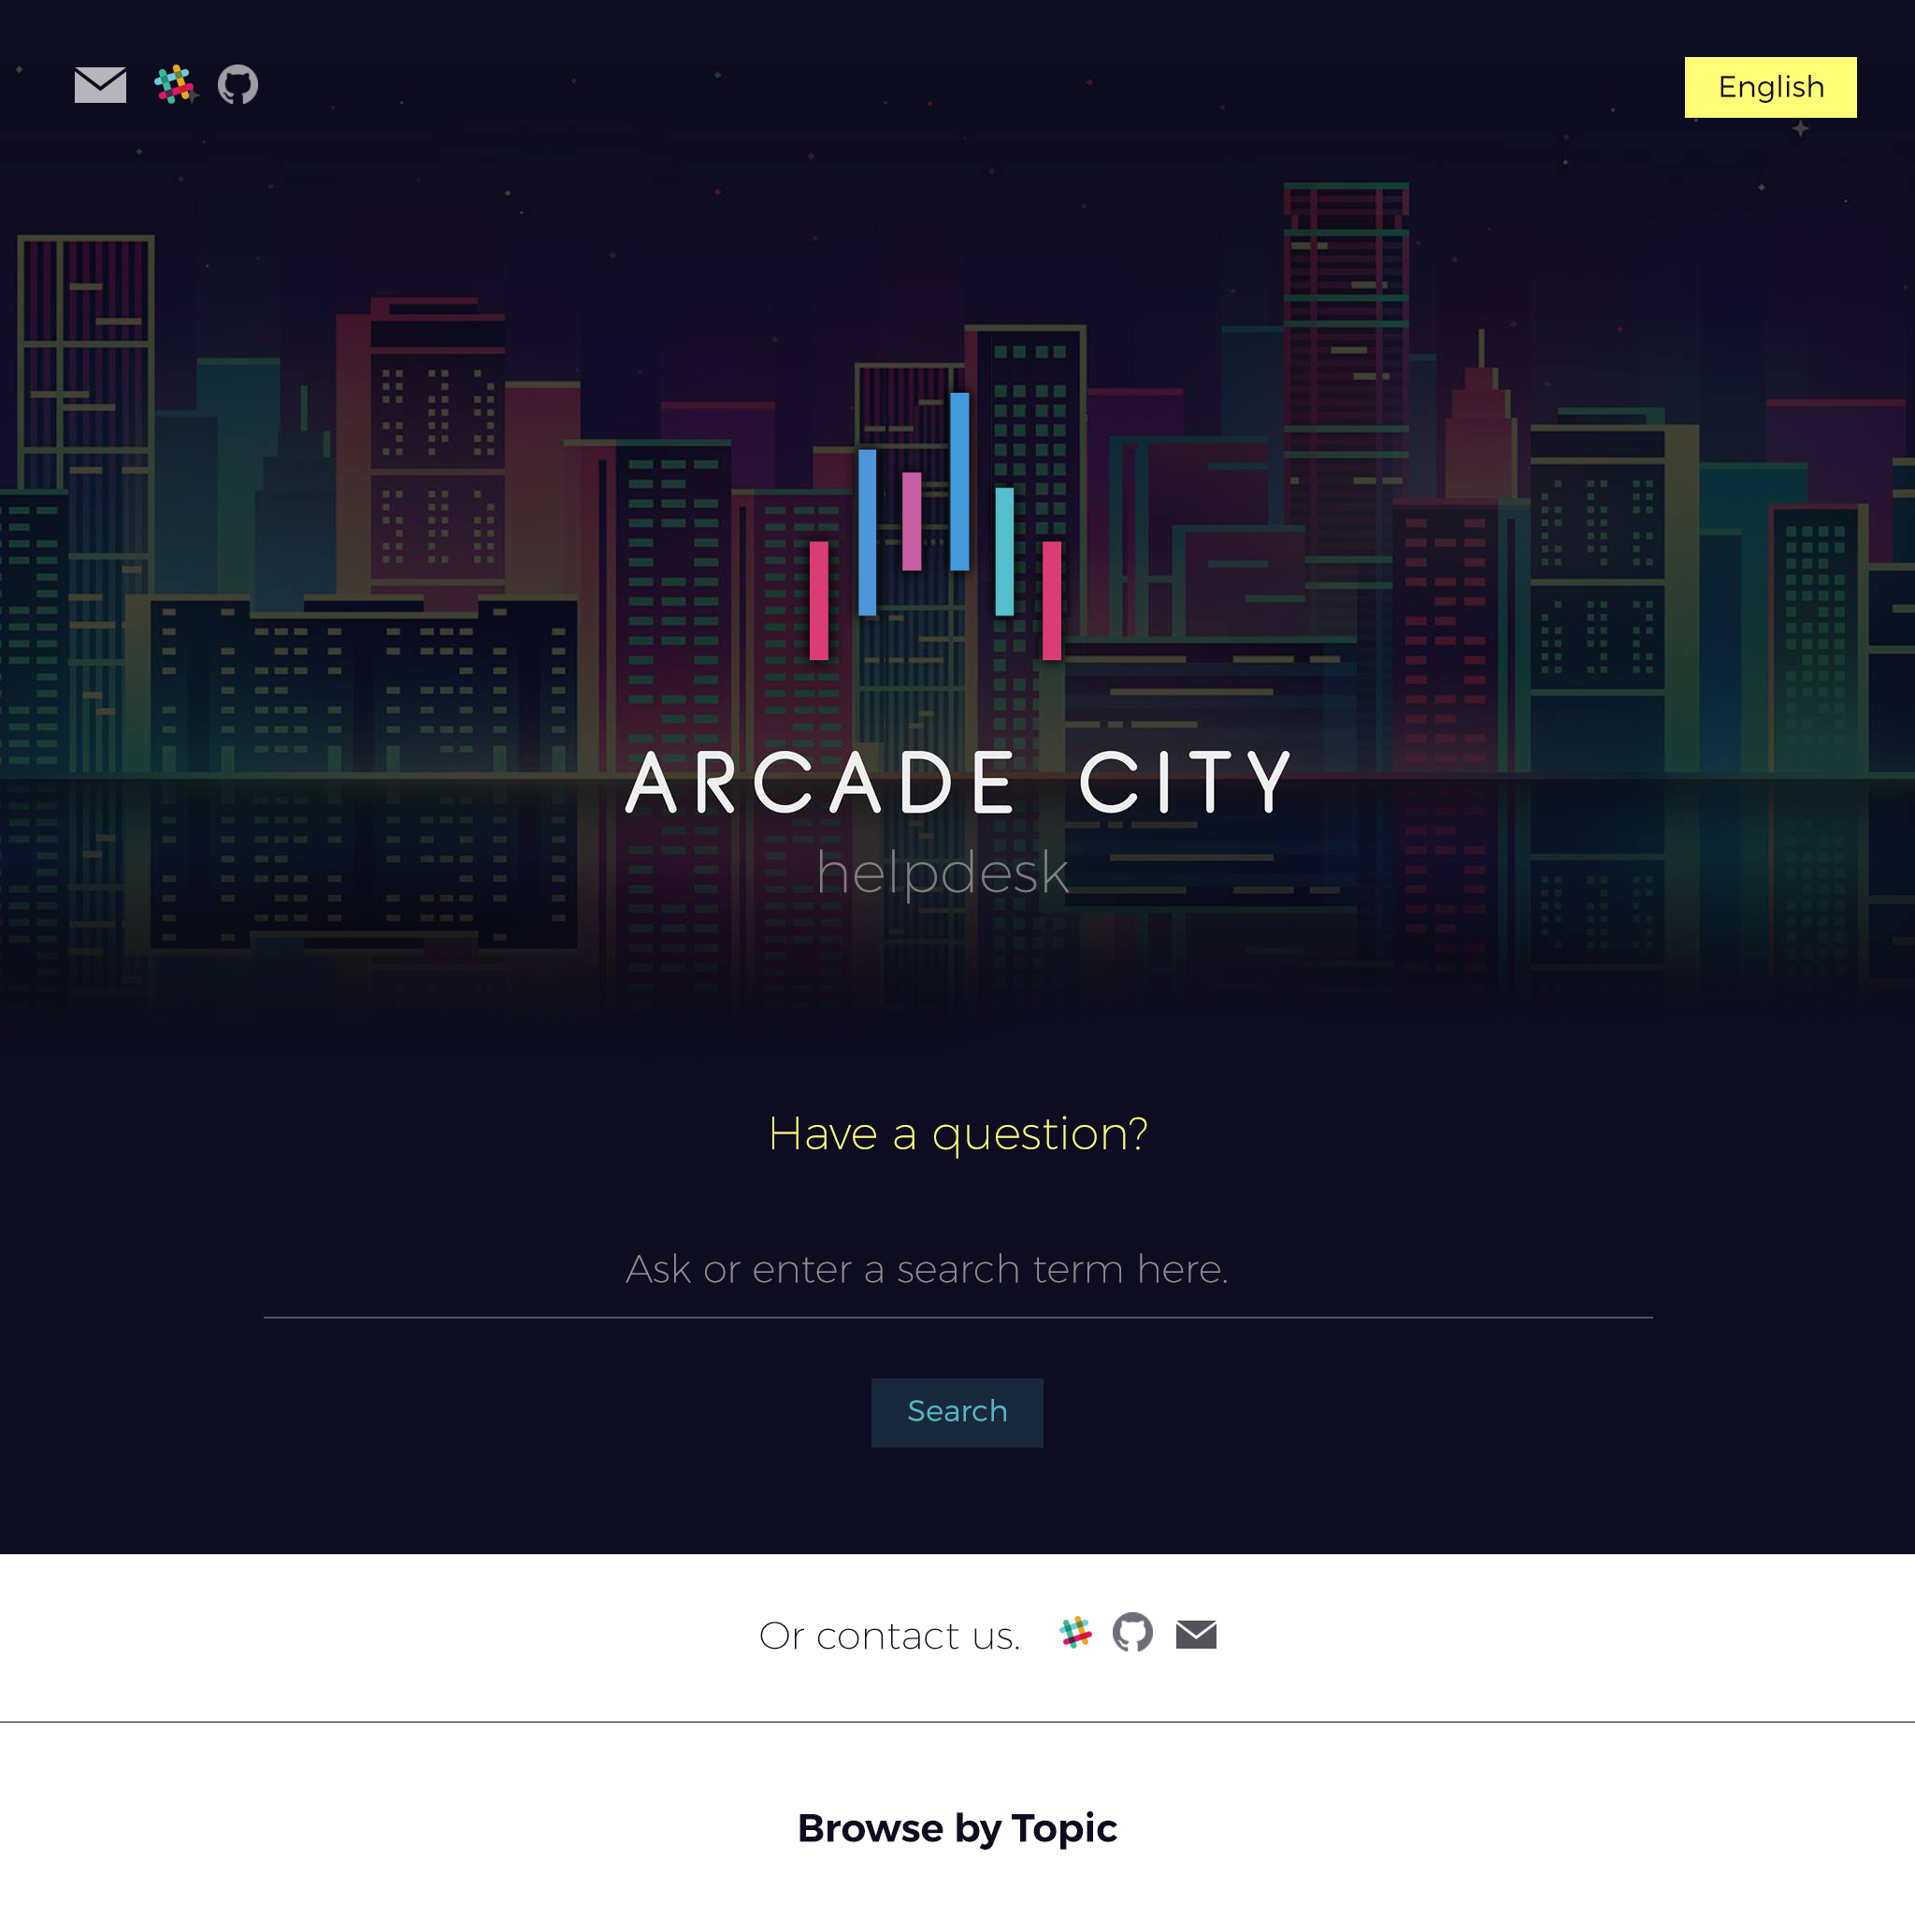 English
ARCADE CITY
helpdesk
Have a question?
Ask or enter a search term here.
Search
Or contact us.
Browse by Topic